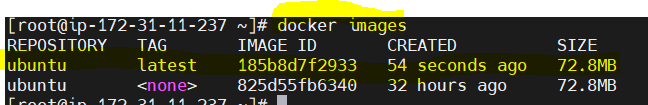 [root@ip-172-31-11-237 ~]# docker images
REPOSITORY TAG IMAGE ID CREATED SIZE
ubuntu latest 185b8d7f2933 54 seconds ago 72.8MB
ubuntu <none> 825d55fb6340 32 hours ago 72.8MB
[root@ip-172-31-11-237 ~]#